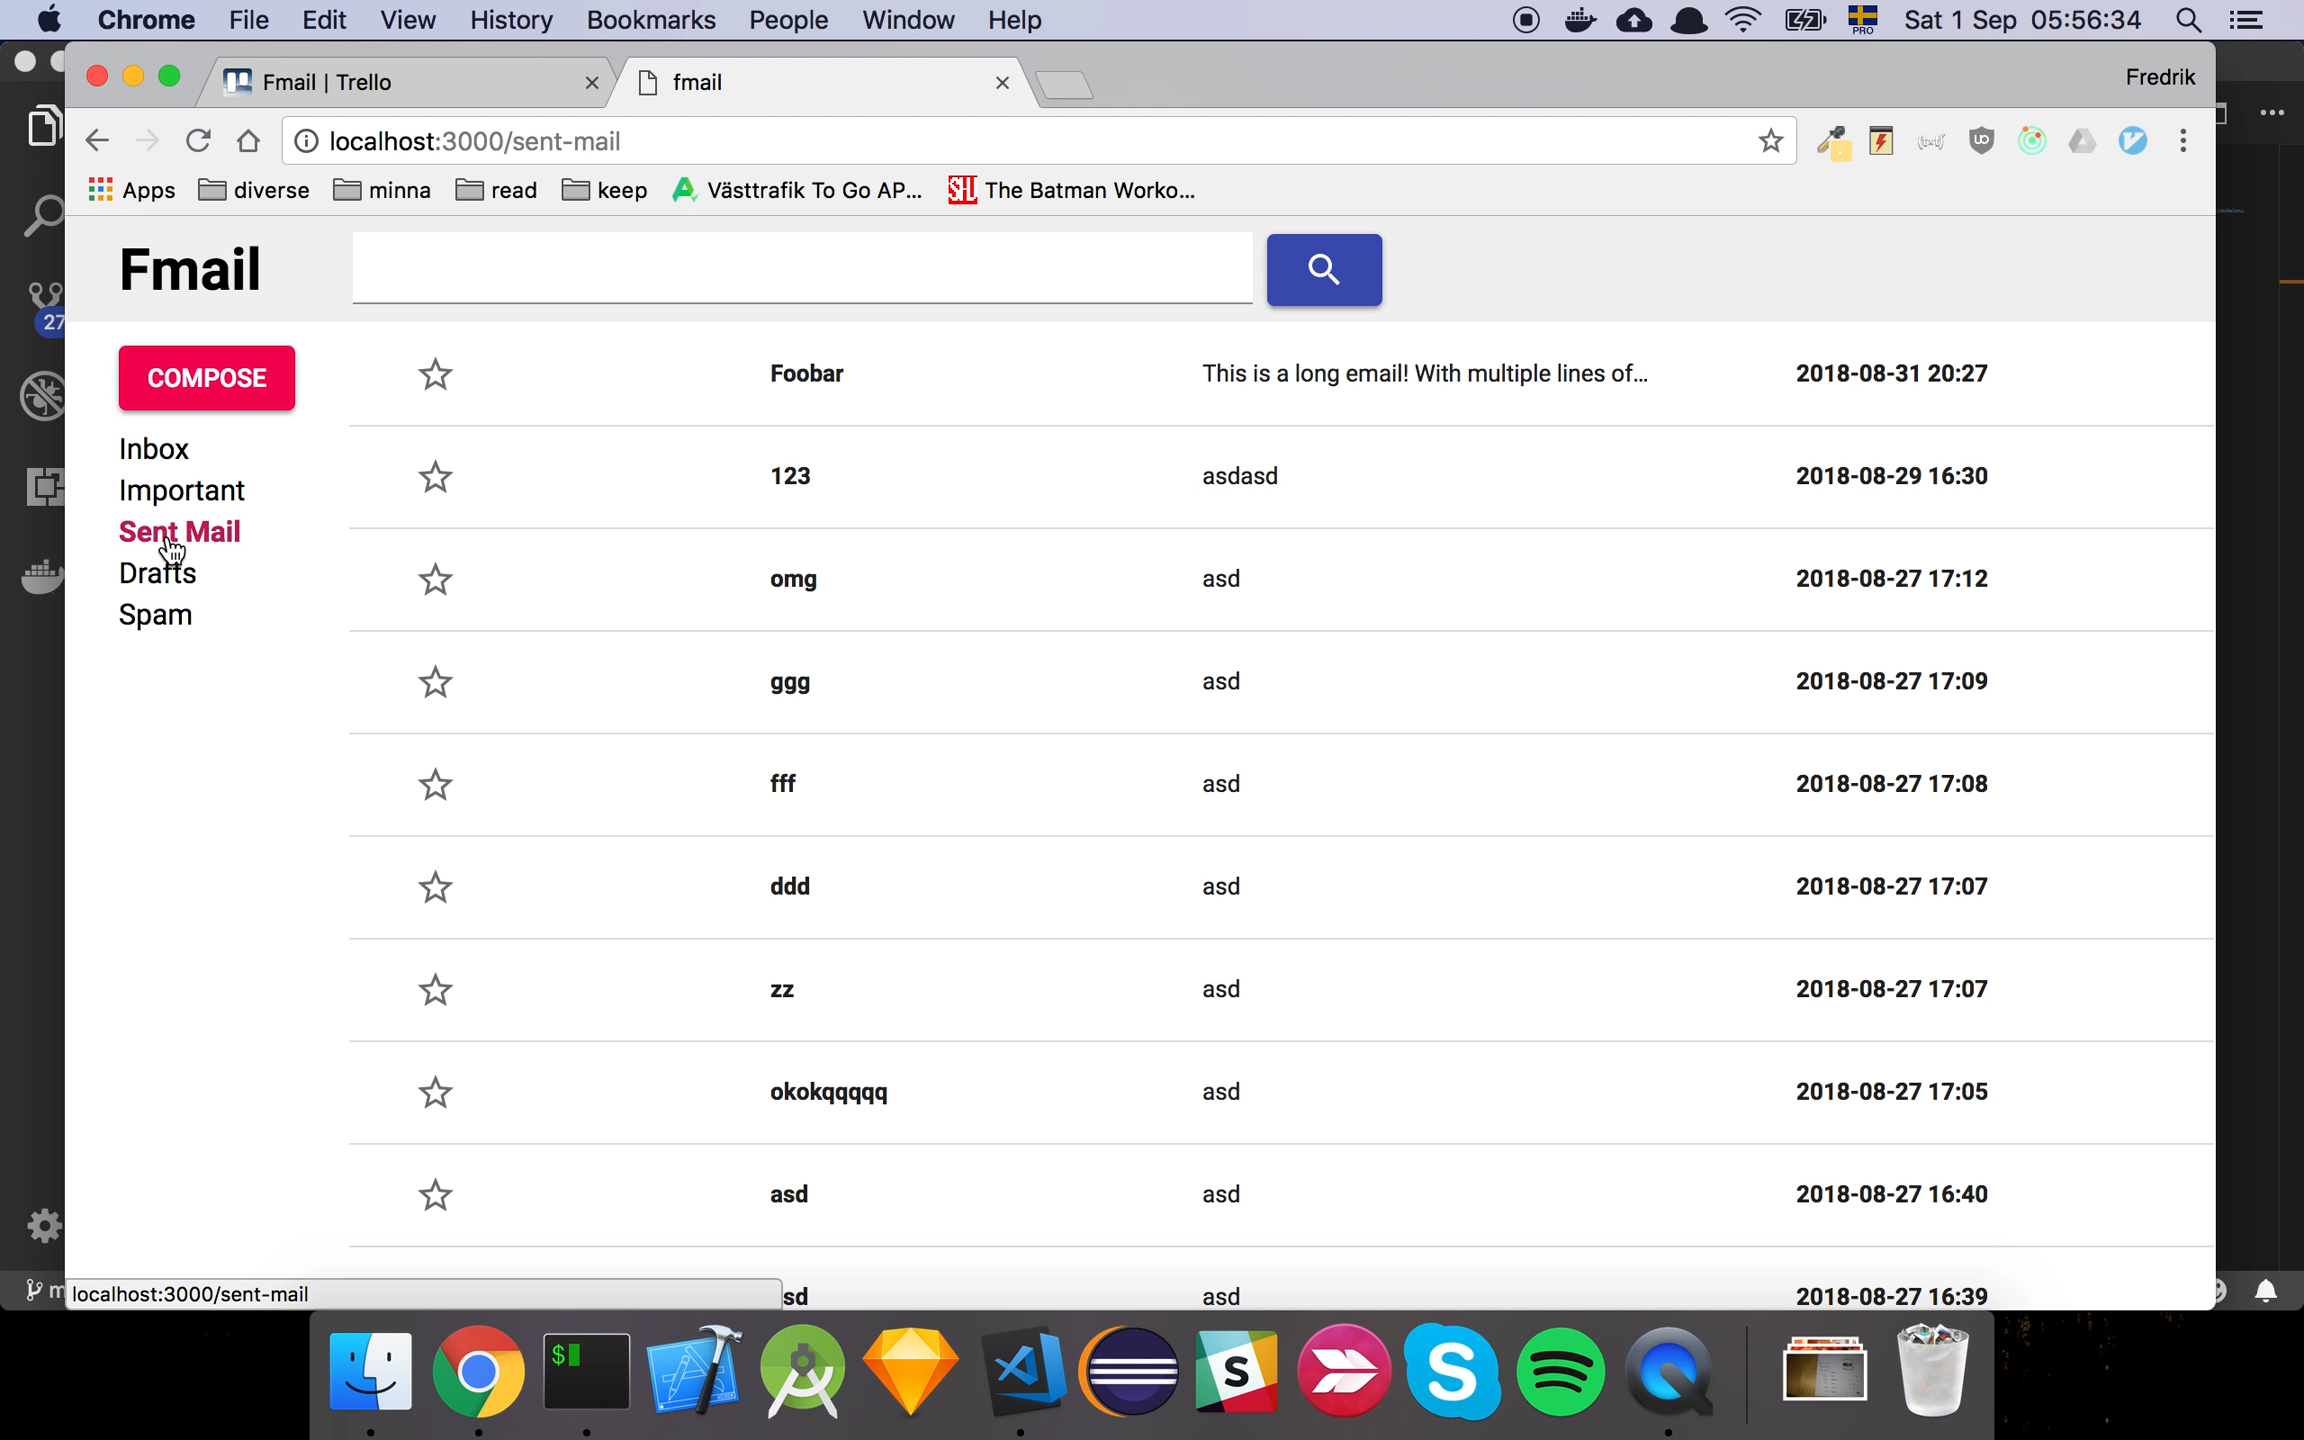 Chrome File Edit View History Bookmarks People Window Help PRO Sat 1 Sep 05:56:34
Fmail | Trello fmail Fredrik
localhost:3000/sent-mail
Apps diverse minna read keep Västtrafik To Go AP... The Batman Worko...
Fmail
COMPOSE
Inbox
Important
Sent Mail
Drafts
Spam
Foobar This is a long email! With multiple lines of... 2018-08-31 20:27
123 asdasd 2018-08-29 16:30
omg asd 2018-08-27 17:12
ggg asd 2018-08-27 17:09
fff asd 2018-08-27 17:08
ddd asd 2018-08-27 17:07
zz asd 2018-08-27 17:07
okokqqqqq asd 2018-08-27 17:05
asd asd 2018-08-27 16:40
sd asd 2018-08-27 16:39
27
localhost:3000/sent-mail